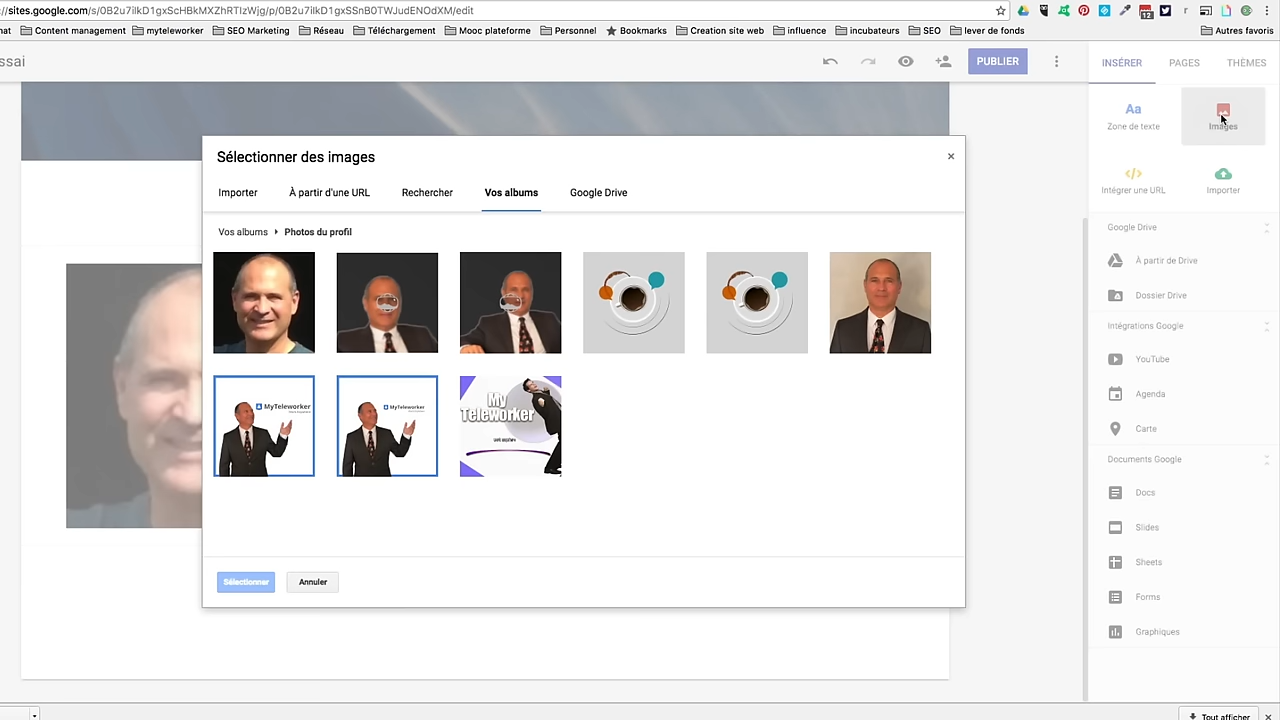 //sites.google.com/s/0B2u7ilkD1gxScHBkMXZhRTIzWjg/p/0B2u7ilkD1gxSSnB0TWJudENOdXM/edit
12
hat Content management myteleworker SEO Marketing Réseau Téléchargement Mooc plateforme Personnel Bookmarks Creation site web influence incubateurs SEO lever de fonds Autres favoris
ssai
PUBLIER
INSÉRER PAGES THÈMES
Aa
Zone de texte Images
Intégrer une URL Importer
Google Drive
À partir de Drive
Dossier Drive
Intégrations Google
YouTube
Agenda
Carte
Documents Google
Docs
Slides
Sheets
Forms
Graphiques
Sélectionner des images
Importer À partir d'une URL Rechercher Vos albums Google Drive
Vos albums Photos du profil
MyTeleworker
MyTeleworker
My
Teleworker
Sélectionner Annuler
Tout afficher